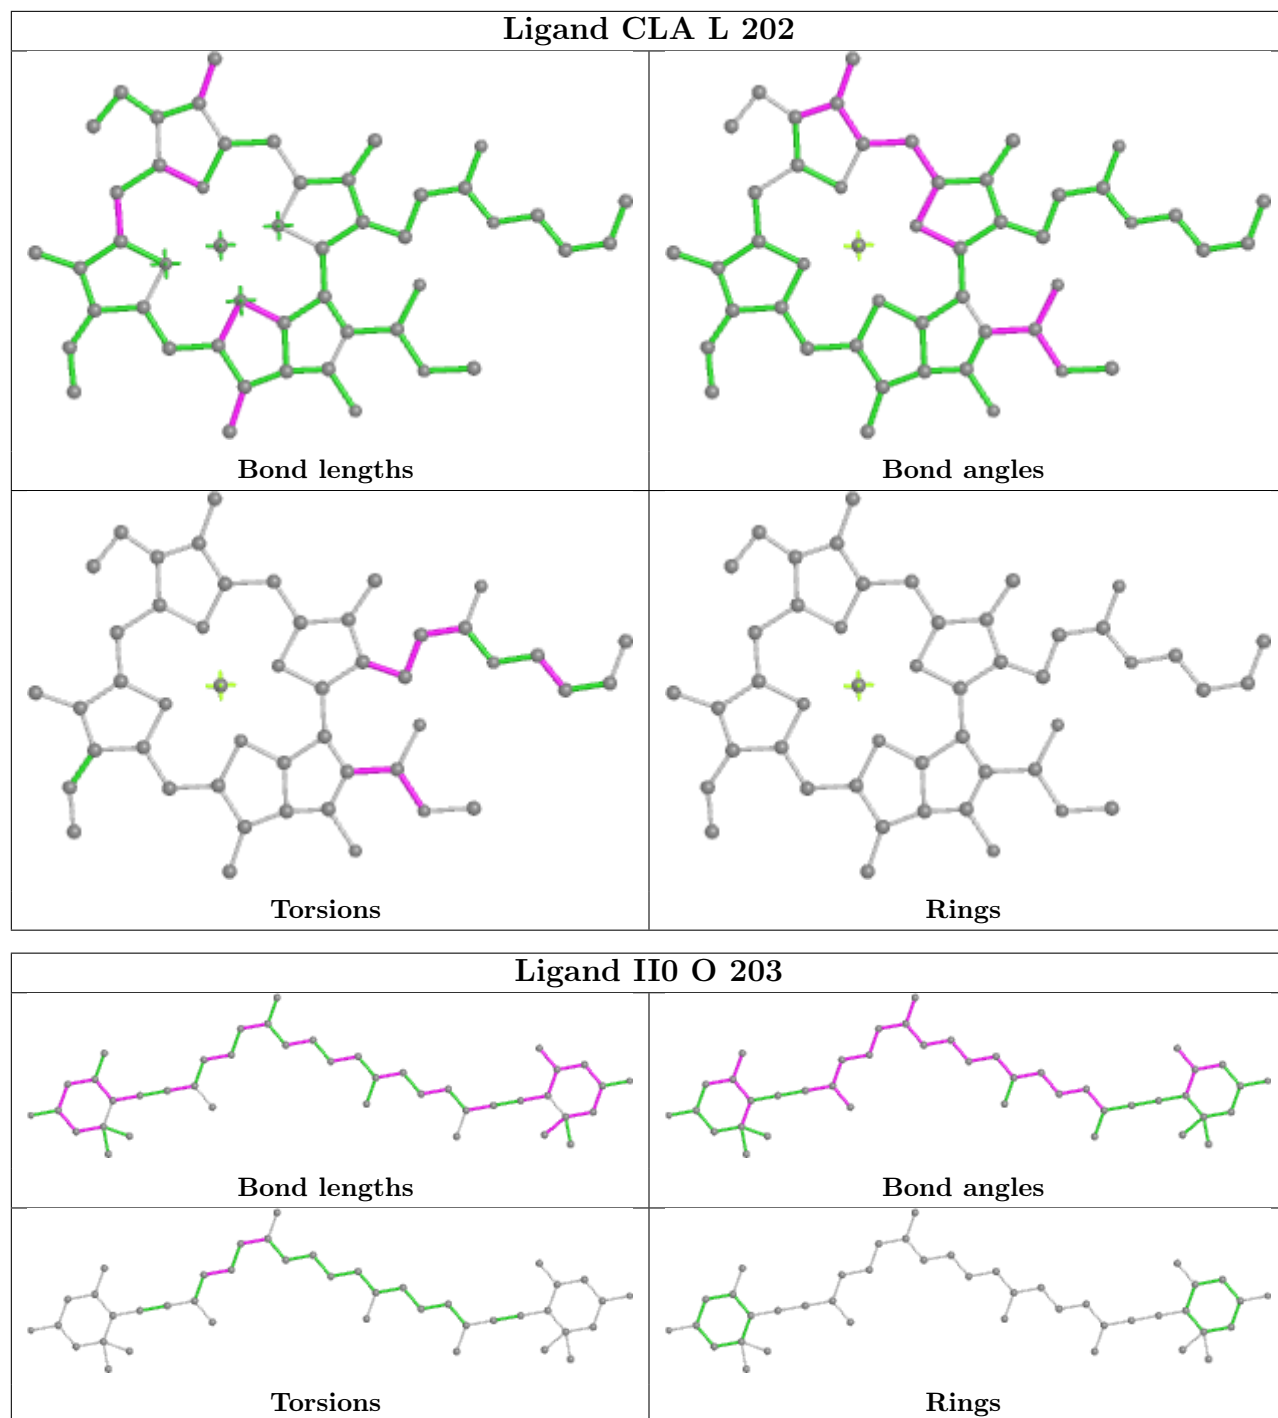 Ligand CLA L 202
Bond lengths
Bond angles
Torsions
Rings
Ligand II0 O 203
Bond lengths
Bond angles
Torsions
Rings